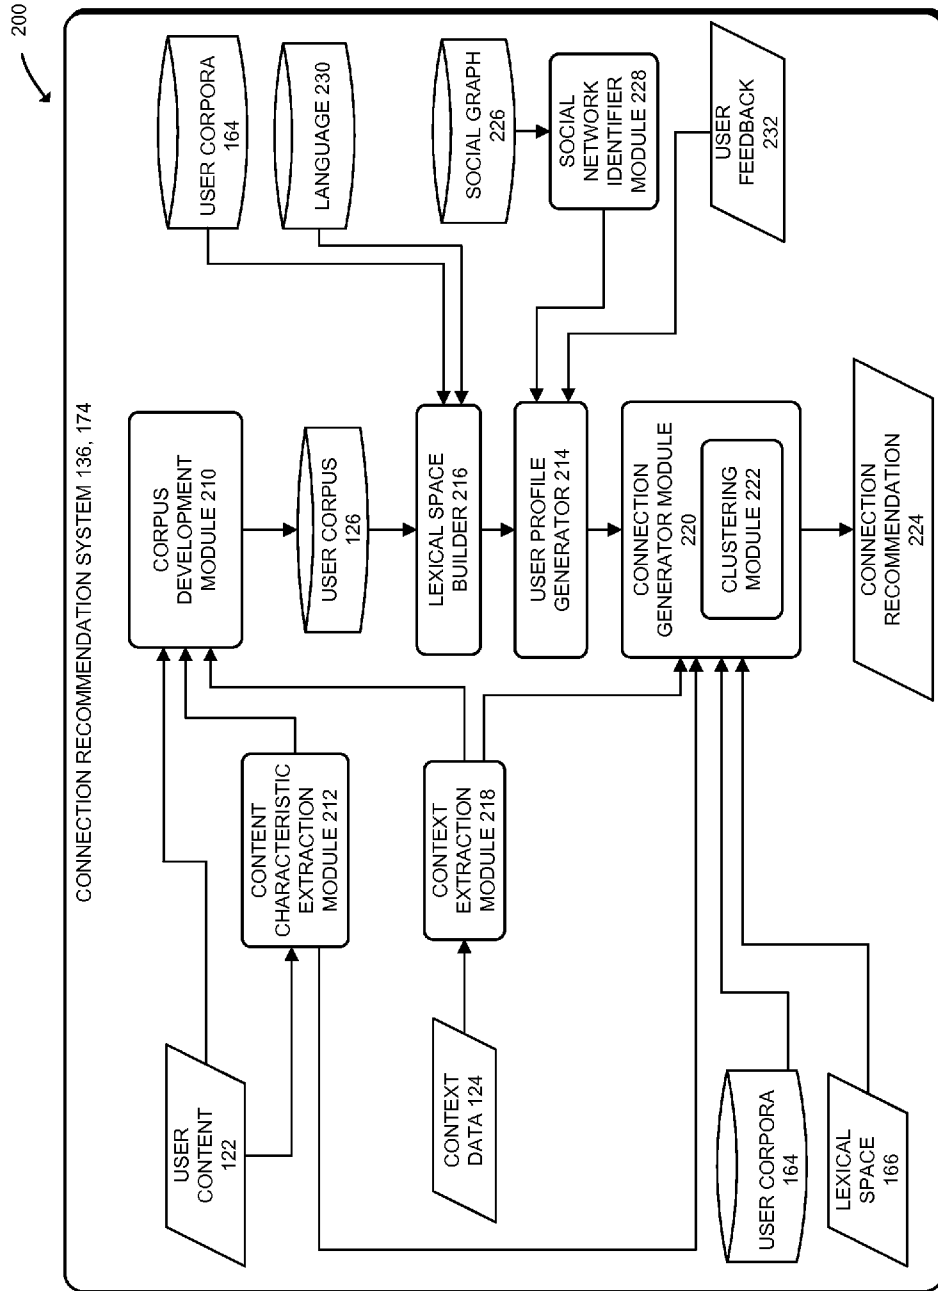 200
CONNECTION RECOMMENDATION SYSTEM 136, 174
USER
CONTENT
122
CONTENT
CHARACTERISTIC
EXTRACTION
MODULE 212
CORPUS
DEVELOPMENT
MODULE 210
USER CORPORA
164
LANGUAGE 230
USER CORPUS
126
CONTEXT
DATA 124
CONTEXT
EXTRACTION
MODULE 218
LEXICAL SPACE
BUILDER 216
SOCIAL GRAPH
226
USER PROFILE
GENERATOR 214
SOCIAL
NETWORK
IDENTIFIER
MODULE 228
CONNECTION
GENERATOR MODULE
220
CLUSTERING
MODULE 222
USER
FEEDBACK
232
USER CORPORA
164
LEXICAL
SPACE
166
CONNECTION
RECOMMENDATION
224